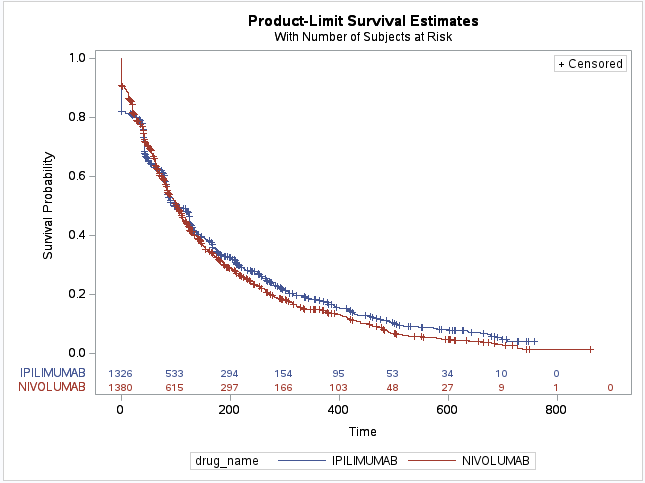 Product-Limit Survival Estimates
With Number of Subjects at Risk
+ Censored
1.0
0.8
0.6
0.4
0.2
0.0
Survival Probability
IPILIMUMAB 1326 533 294 154 95 53 34 10 0
NIVOLUMAB 1380 615 297 166 103 48 27 9 1 0
0 200 400 600 800
Time
drug_name IPILIMUMAB NIVOLUMAB